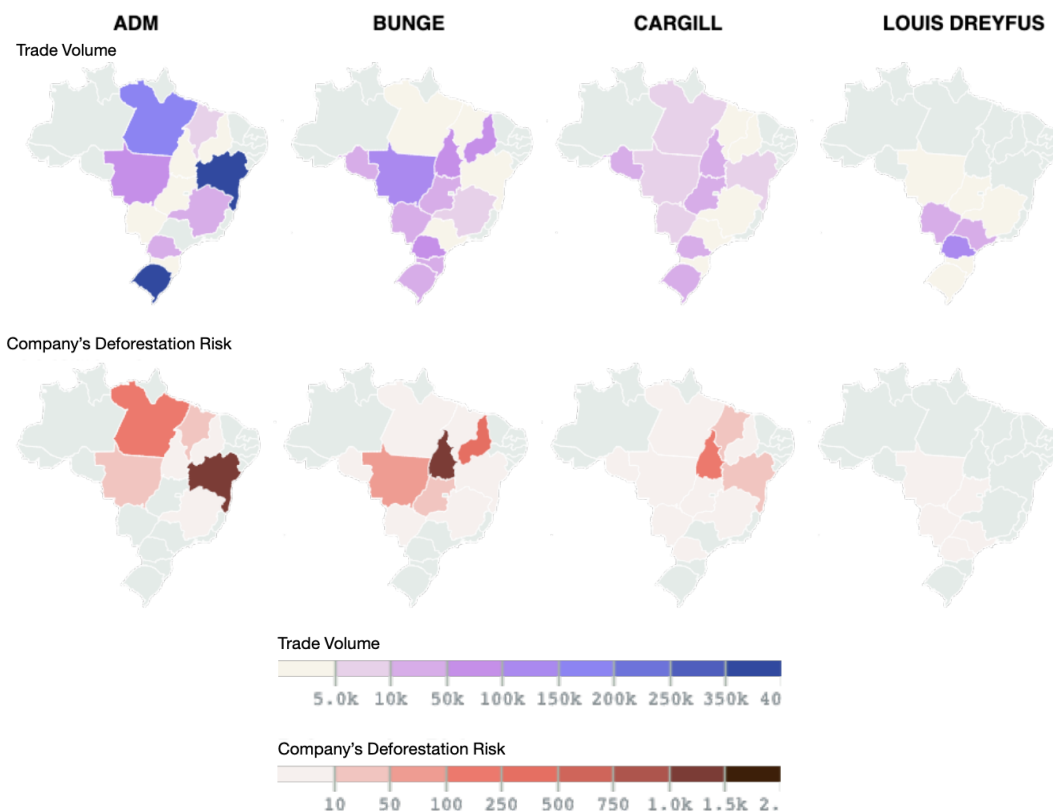 ADM BUNGE CARGILL LOUIS DREYFUS
Trade Volume
Company's Deforestation Risk
Trade Volume
5.0k 10k 50k 100k 150k 200k 250k 350k 40
Company's Deforestation Risk
10 50 100 250 500 750 1.0k 1.5k 2.